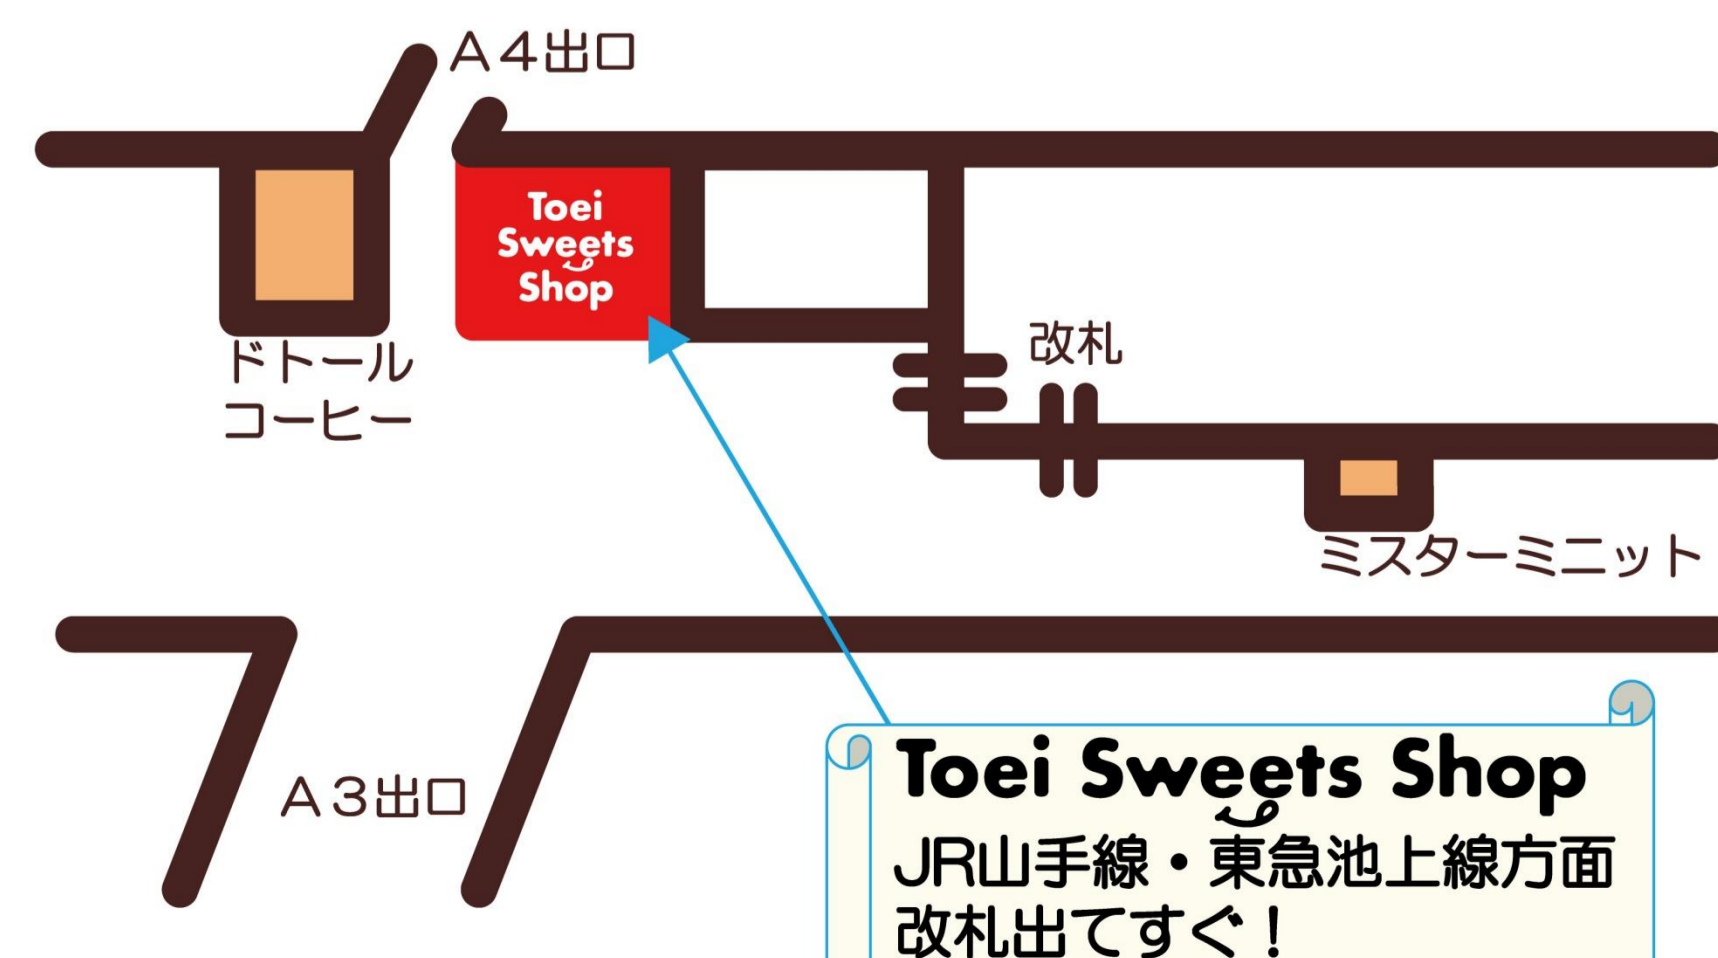 A4出口
Toei
Sweets
Shop
改札
ドトール
コーヒー
ミスターミニット
A3出口
Toei Sweets Shop
JR山手線・東急池上線方面
改札出てすぐ!